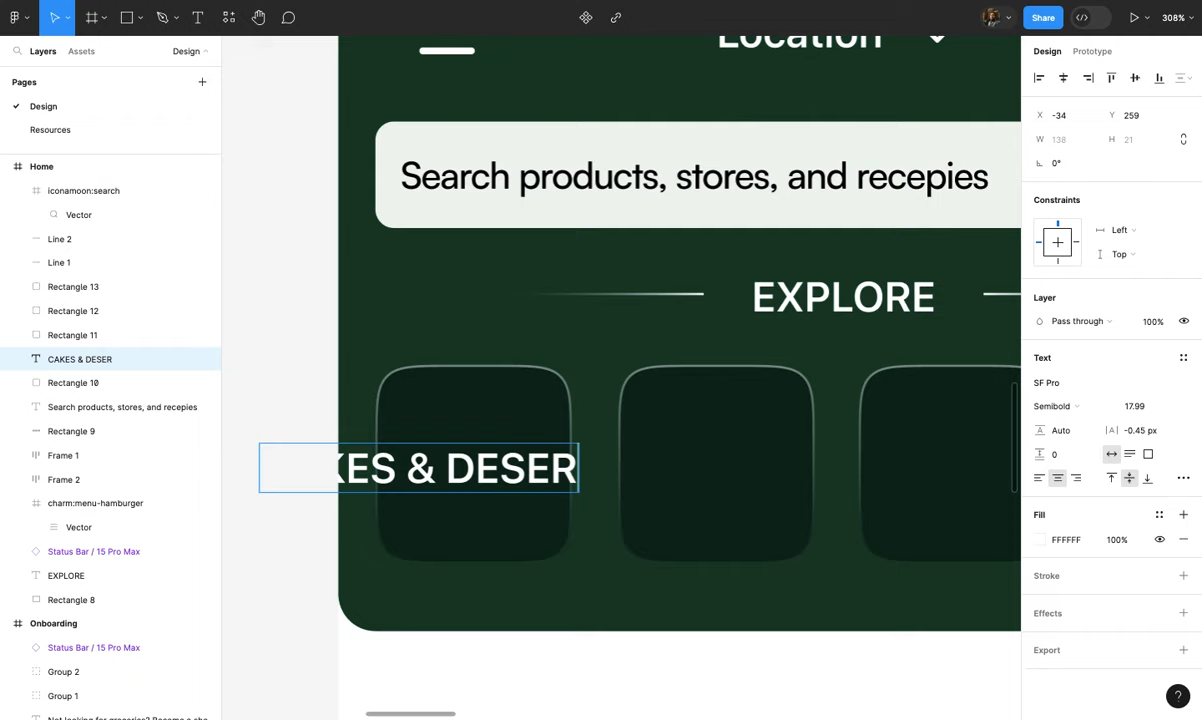 Share
308%
Layers
Assets
Design
Pages
Design
Resources
Home
iconamoon:search
Vector
Line 2
Line 1
Rectangle 13
Rectangle 12
Rectangle 11
CAKES & DESER
Rectangle 10
Search products, stores, and recepies
Rectangle 9
Frame 1
Frame 2
charm:menu-hamburger
Vector
Status Bar / 15 Pro Max
EXPLORE
Rectangle 8
Onboarding
Status Bar / 15 Pro Max
Group 2
Group 1
Location
Search products, stores, and recepies
EXPLORE
KES & DESER
Design
Prototype
X -34 Y 259
W 138 H 21
0°
Constraints
Left
Top
Layer
Pass through 100%
Text
SF Pro
Semibold 17.99
Auto -0.45 px
0
Fill
FFFFFF 100%
Stroke
Effects
Export
?